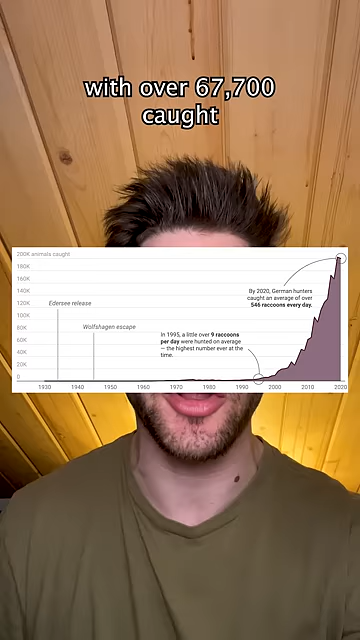 with over 67,700
caught
200K animals caught
180K
160K
140K
120K
100K
80K
60K
40K
20K
0
Edersee release
Wolfshagen escape
In 1995, a little over 9 raccoons
per day were hunted on average
— the highest number ever at the
time.
By 2020, German hunters
caught an average of over
546 raccoons every day.
1930 1940 1950 1960 1970 1980 1990 2000 2010 2020